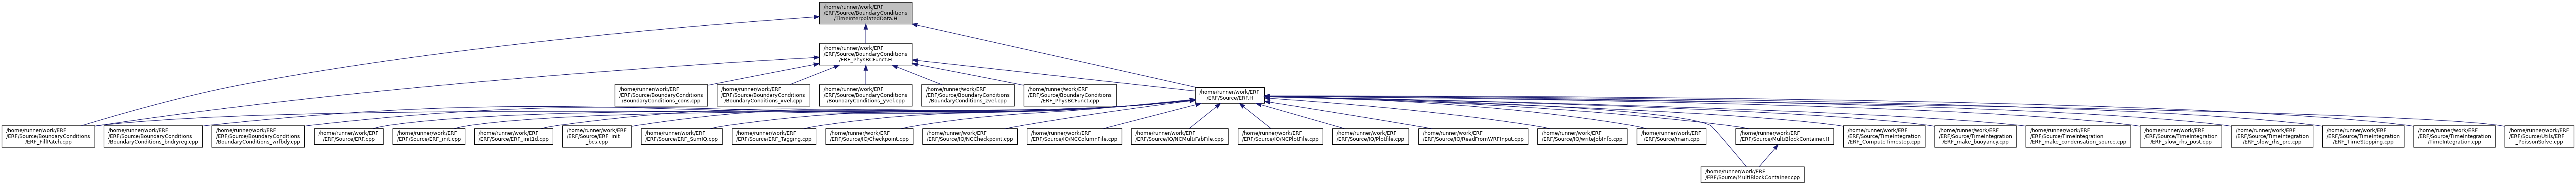 /home/runner/work/ERF
/ERF/Source/BoundaryConditions
/TimeInterpolatedData.H
/home/runner/work/ERF
/ERF/Source/BoundaryConditions
/ERF_PhysBCFunct.H
/home/runner/work/ERF
/ERF/Source/BoundaryConditions
/BoundaryConditions_cons.cpp
/home/runner/work/ERF
/ERF/Source/BoundaryConditions
/BoundaryConditions_xvel.cpp
/home/runner/work/ERF
/ERF/Source/BoundaryConditions
/BoundaryConditions_yvel.cpp
/home/runner/work/ERF
/ERF/Source/BoundaryConditions
/BoundaryConditions_zvel.cpp
/home/runner/work/ERF
/ERF/Source/BoundaryConditions
/ERF_PhysBCFunct.cpp
/home/runner/work/ERF
/ERF/Source/ERF.H
/home/runner/work/ERF
/ERF/Source/BoundaryConditions
/ERF_FillPatch.cpp
/home/runner/work/ERF
/ERF/Source/BoundaryConditions
/BoundaryConditions_bndryreg.cpp
/home/runner/work/ERF
/ERF/Source/BoundaryConditions
/BoundaryConditions_wrfbdy.cpp
/home/runner/work/ERF
/ERF/Source/ERF.cpp
/home/runner/work/ERF
/ERF/Source/ERF_init.cpp
/home/runner/work/ERF
/ERF/Source/ERF_init1d.cpp
/home/runner/work/ERF
/ERF/Source/ERF_init
_bcs.cpp
/home/runner/work/ERF
/ERF/Source/ERF_SumIQ.cpp
/home/runner/work/ERF
/ERF/Source/ERF_Tagging.cpp
/home/runner/work/ERF
/ERF/Source/IO/Checkpoint.cpp
/home/runner/work/ERF
/ERF/Source/IO/NCCheckpoint.cpp
/home/runner/work/ERF
/ERF/Source/IO/NCColumnFile.cpp
/home/runner/work/ERF
/ERF/Source/IO/NCMultiFabFile.cpp
/home/runner/work/ERF
/ERF/Source/IO/NCPlotFile.cpp
/home/runner/work/ERF
/ERF/Source/IO/Plotfile.cpp
/home/runner/work/ERF
/ERF/Source/IO/ReadFromWRFInput.cpp
/home/runner/work/ERF
/ERF/Source/IO/writeJobInfo.cpp
/home/runner/work/ERF
/ERF/Source/main.cpp
/home/runner/work/ERF
/ERF/Source/MultiBlockContainer.H
/home/runner/work/ERF
/ERF/Source/TimeIntegration
/ERF_ComputeTimestep.cpp
/home/runner/work/ERF
/ERF/Source/TimeIntegration
/ERF_make_buoyancy.cpp
/home/runner/work/ERF
/ERF/Source/TimeIntegration
/ERF_make_condensation_source.cpp
/home/runner/work/ERF
/ERF/Source/TimeIntegration
/ERF_slow_rhs_post.cpp
/home/runner/work/ERF
/ERF/Source/TimeIntegration
/ERF_slow_rhs_pre.cpp
/home/runner/work/ERF
/ERF/Source/TimeIntegration
/ERF_TimeStepping.cpp
/home/runner/work/ERF
/ERF/Source/TimeIntegration
/TimeIntegration.cpp
/home/runner/work/ERF
/ERF/Source/Utils/ERF
_PoissonSolve.cpp
/home/runner/work/ERF
/ERF/Source/MultiBlockContainer.cpp